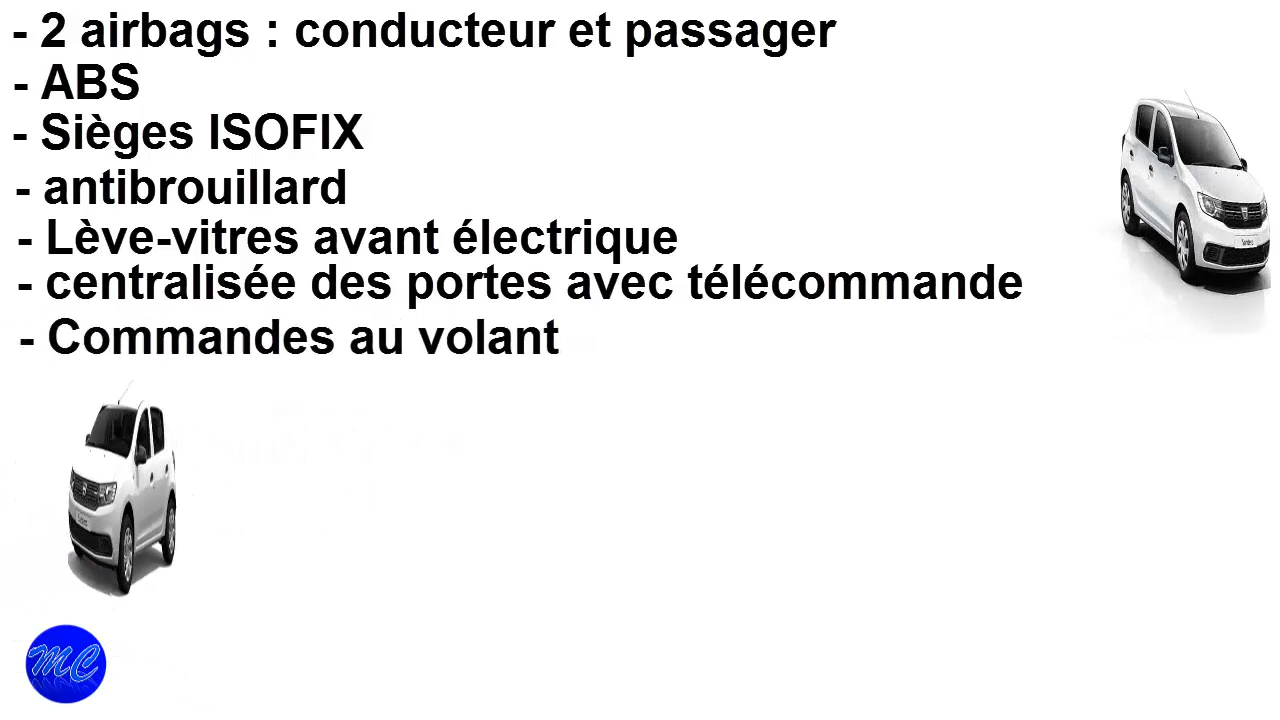 - 2 airbags : conducteur et passager
- ABS
- Sièges ISOFIX
- antibrouillard
- Lève-vitres avant électrique
- centralisée des portes avec télécommande
- Commandes au volant
MC